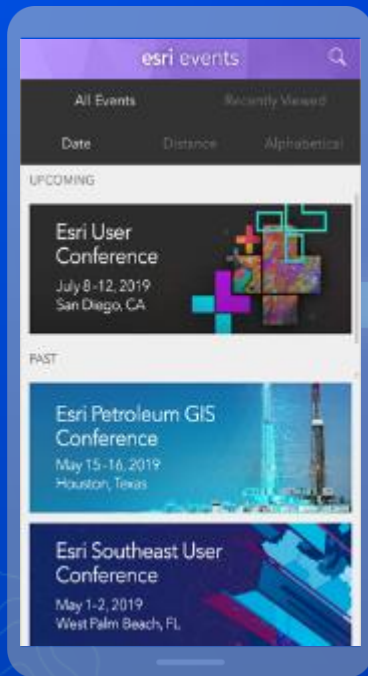 esri events
All Events Recently Viewed
Date Distance Alphabetical
UPCOMING
Esri User
Conference
July 8-12, 2019
San Diego, CA
PAST
Esri Petroleum GIS
Conference
May 15-16, 2019
Houston, Texas
Esri Southeast User
Conference
May 1-2, 2019
West Palm Beach, FL